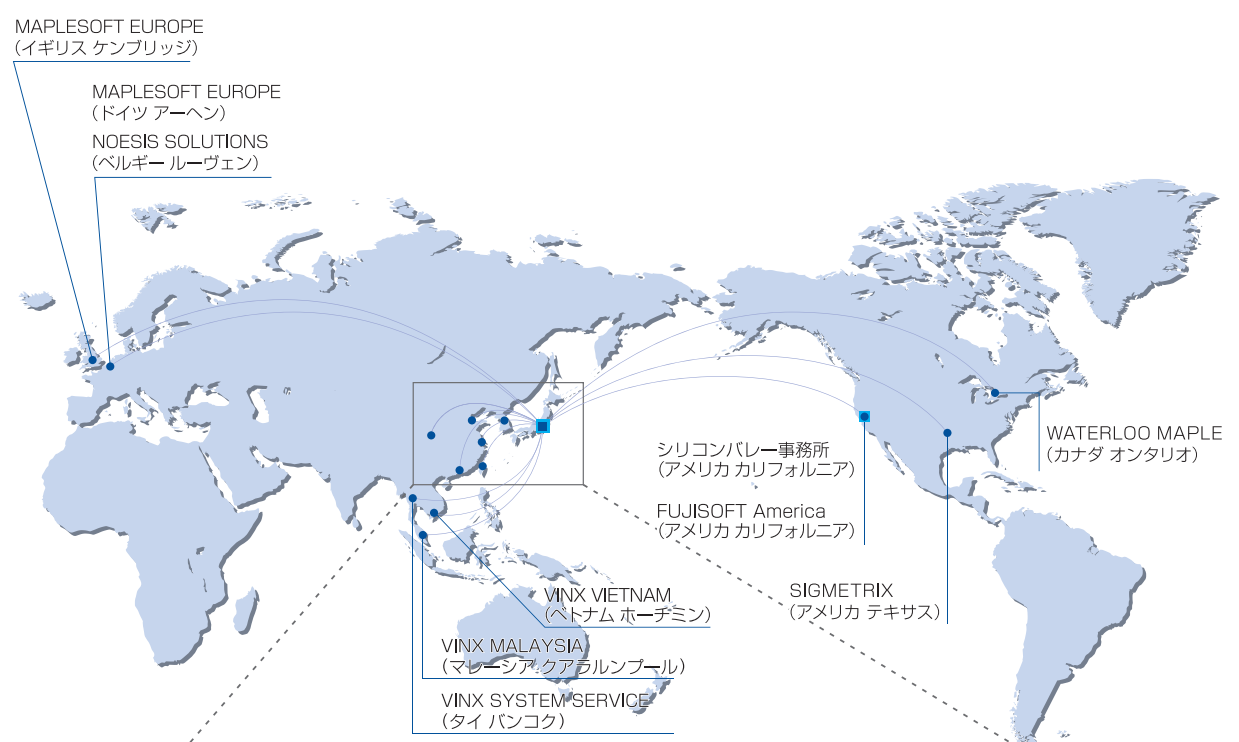 MAPLESOFT EUROPE
（イギリス ケンブリッジ）
MAPLESOFT EUROPE
（ドイツ アーヘン）
NOESIS SOLUTIONS
（ベルギー ルーヴェン）
シリコンバレー事務所
（アメリカ カリフォルニア）
FUJISOFT America
（アメリカ カリフォルニア）
WATERLOO MAPLE
（カナダ オンタリオ）
SIGMETRIX
（アメリカ テキサス）
VINX VIETNAM
（ベトナム ホーチミン）
VINX MALAYSIA
（マレーシア クアラルンプール）
VINX SYSTEM SERVICE
（タイ バンコク）